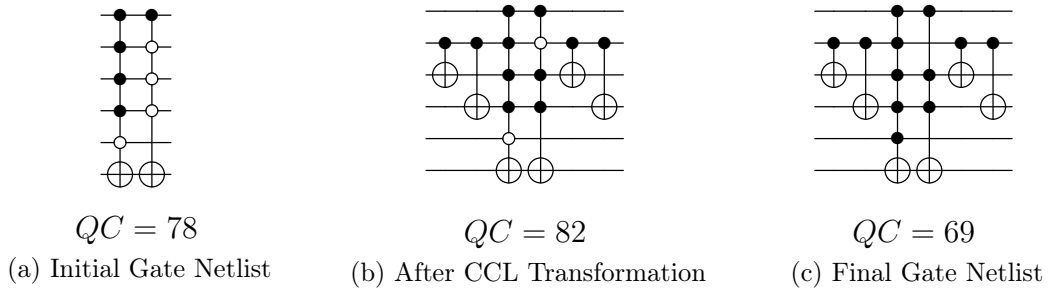 QC = 78
QC = 82
QC = 69
(a) Initial Gate Netlist
(b) After CCL Transformation
(c) Final Gate Netlist